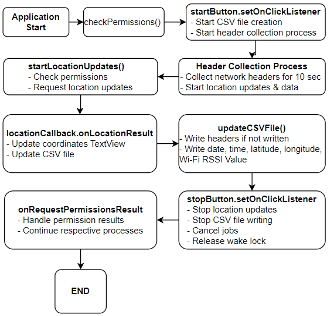 Application
Start
checkPermissions()
startButton.setOnClickListener
- Start CSV file creation
- Start header collection process
startLocationUpdates()
- Check permissions
- Request location updates
Header Collection Process
- Collect network headers for 10 sec
- Start location updates & data
locationCallback.onLocationResult
- Update coordinates TextView
- Update CSV file
updateCSVFile()
- Write headers if not written
- Write date, time, latitude, longitude,
Wi-Fi RSSI Value
onRequestPermissionsResult
- Handle permission results
- Continue respective processes
stopButton.setOnClickListener
- Stop location updates
- Stop CSV file writing
- Cancel jobs
- Release wake lock
END